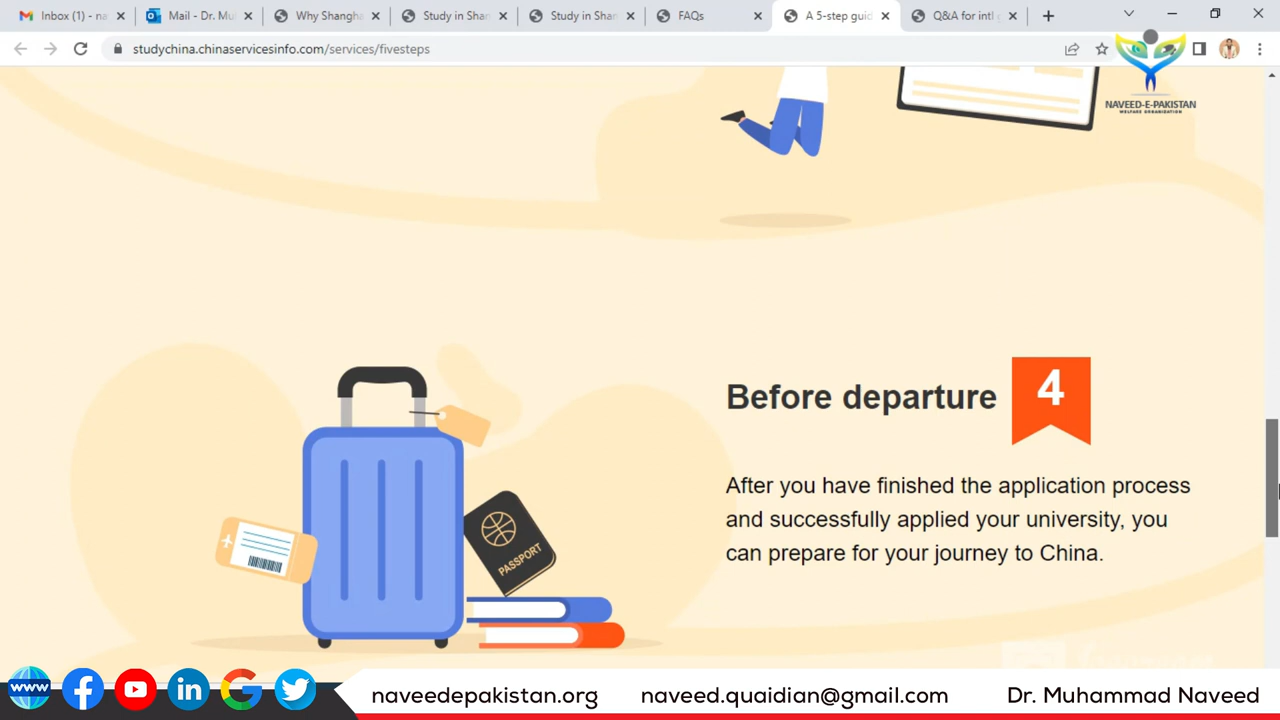 Inbox (1) - na
Mail - Dr. Mu
Why Shangha
Study in Shan
Study in Shan
FAQs
A 5-step guid
Q&A for intl
studychina.chinaservicesinfo.com/services/fivesteps
NAVEED-E-PAKISTAN
WELFARE ORGANIZATION
Before departure
4
After you have finished the application process
and successfully applied your university, you
can prepare for your journey to China.
PASSPORT
www
naveedepakistan.org
naveed.quaidian@gmail.com
Dr. Muhammad Naveed